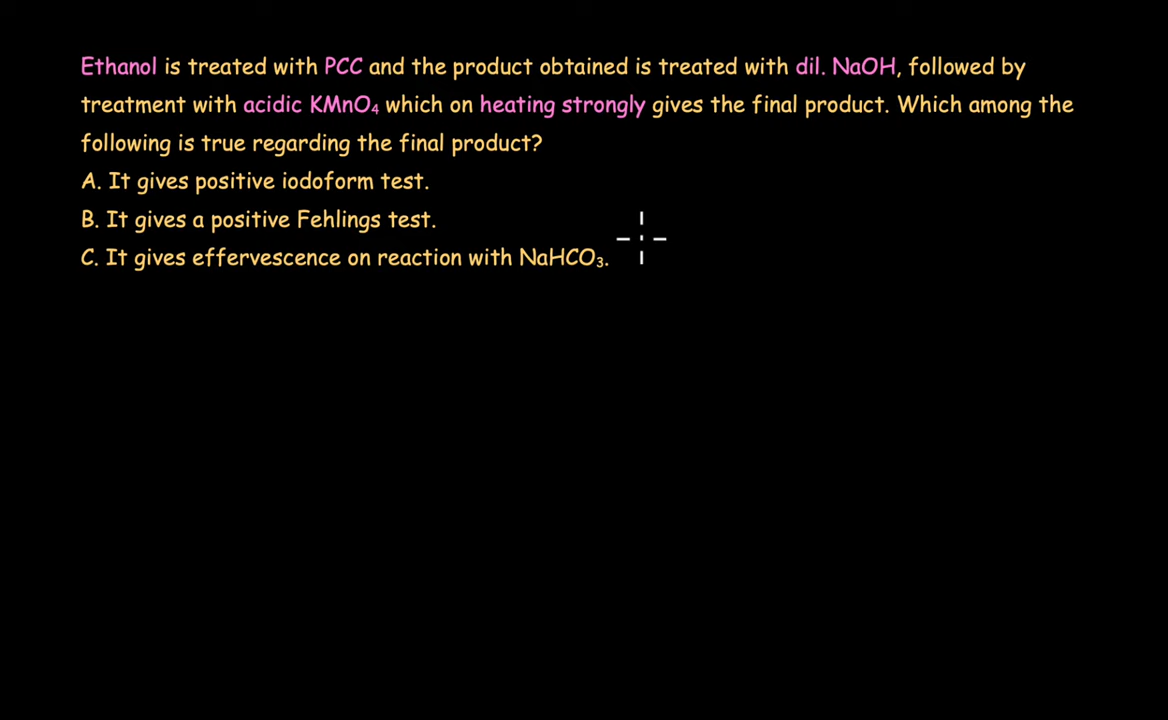 Ethanol is treated with PCC and the product obtained is treated with dil. NaOH, followed by
treatment with acidic KMnO₄ which on heating strongly gives the final product. Which among the
following is true regarding the final product?
A. It gives positive iodoform test.
B. It gives a positive Fehlings test.
C. It gives effervescence on reaction with NaHCO₃.